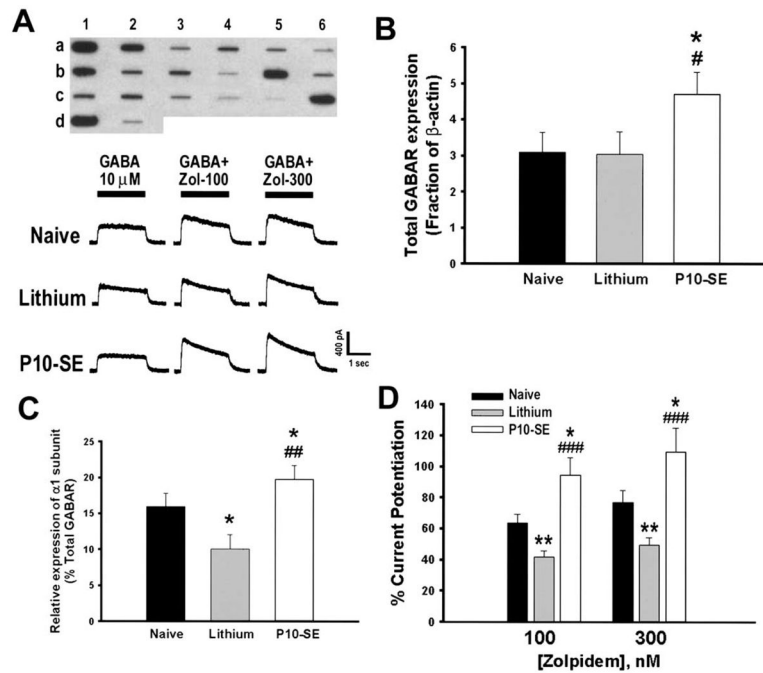 A
1 2 3 4 5 6
a
b
c
d
GABA
10 μM
GABA+
Zol-100
GABA+
Zol-300
Naive
Lithium
P10-SE
400 pA
1 sec
B
Total GABAR expression
(Fraction of β-actin)
6
5
4
3
2
1
0
*
#
Naive Lithium P10-SE
C
Relative expression of α1 subunit
(% Total GABAR)
25
20
15
10
5
0
*
*
##
Naive Lithium P10-SE
D
Naive
Lithium
P10-SE
% Current Potentiation
140
120
100
80
60
40
20
0
*
###
**
*
###
**
100 300
[Zolpidem], nM